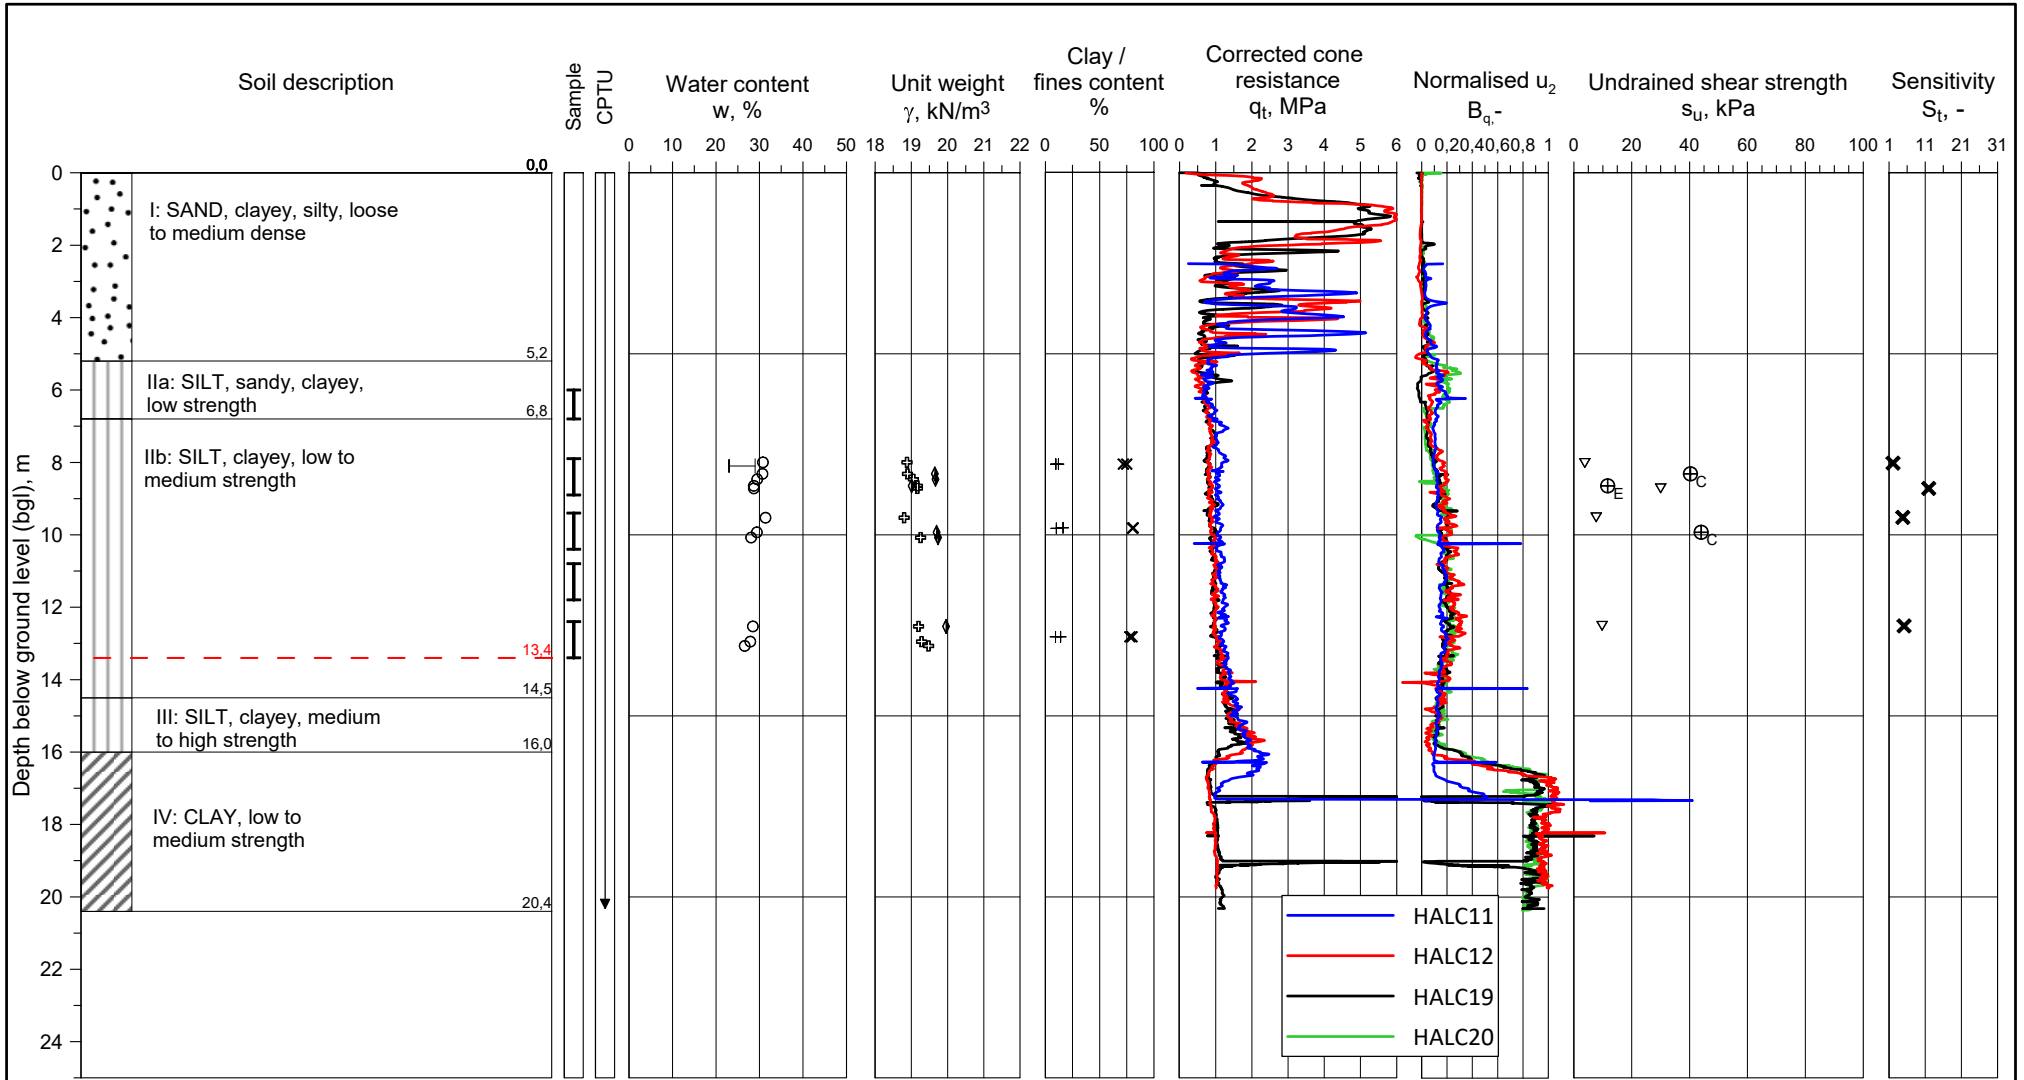 Soil description
Sample
CPTU
Water content
w, %
Unit weight
γ, kN/m³
Clay /
fines content
%
Corrected cone
resistance
qt, MPa
Normalised u2
Bq,-
Undrained shear strength
su, kPa
Sensitivity
St, -
0 10 20 30 40 50
18 19 20 21 22
0 50 100
0 1 2 3 4 5 6
0 0,20,40,60,8 1
0 20 40 60 80 100
1 11 21 31
Depth below ground level (bgl), m
0
2
4
6
8
10
12
14
16
18
20
22
24
0,0
I: SAND, clayey, silty, loose
to medium dense
5,2
IIa: SILT, sandy, clayey,
low strength
6,8
IIb: SILT, clayey, low to
medium strength
13,4
14,5
III: SILT, clayey, medium
to high strength
16,0
IV: CLAY, low to
medium strength
20,4
C
E
C
HALC11
HALC12
HALC19
HALC20